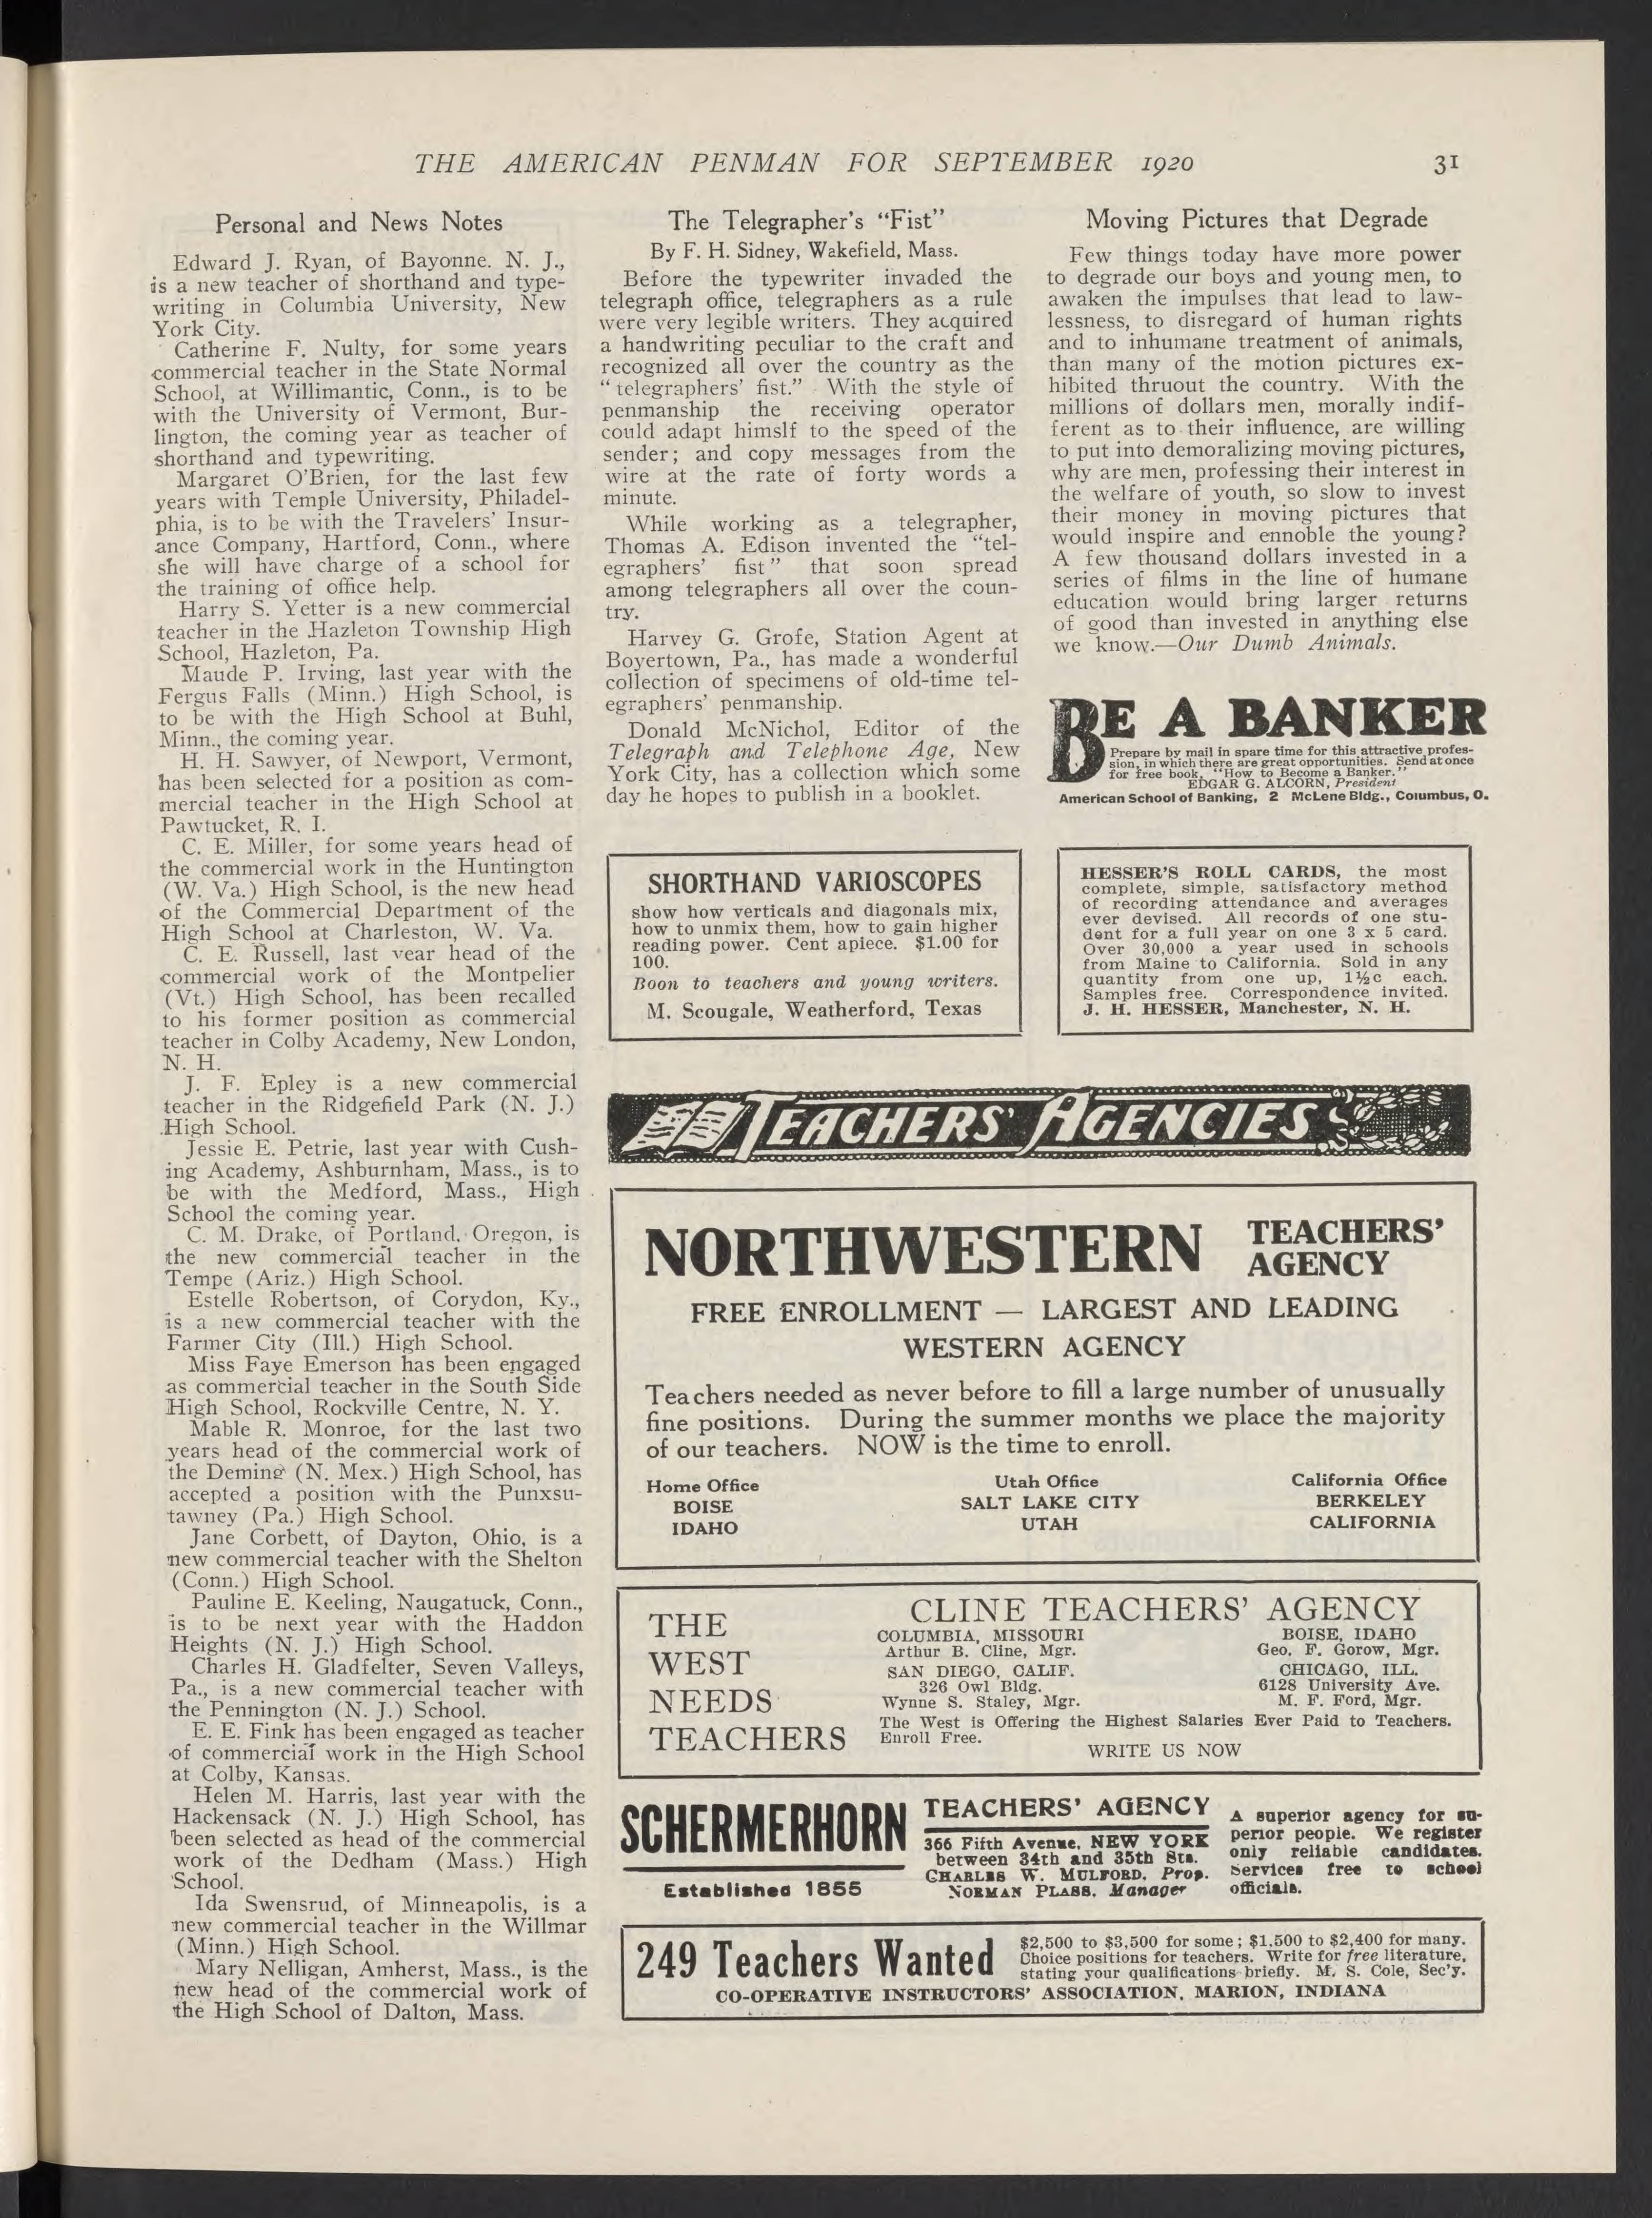 THE AMERICAN PENMAN FOR SEPTEMBER 1920
31
Personal and News Notes
Edward J. Ryan, of Bayonne. N. J.,
is a new teacher of shorthand and type-
writing in Columbia University, New
York City.
Catherine F. Nulty, for some years
commercial teacher in the State Normal
School, at Willimantic, Conn., is to be
with the University of Vermont, Bur-
lington, the coming year as teacher of
shorthand and typewriting.
Margaret O'Brien, for the last few
years with Temple University, Philadel-
phia, is to be with the Travelers' Insur-
ance Company, Hartford, Conn., where
she will have charge of a school for
the training of office help.
Harry S. Yetter is a new commercial
teacher in the Hazleton Township High
School, Hazleton, Pa.
Maude P. Irving, last year with the
Fergus Falls (Minn.) High School, is
to be with the High School at Buhl,
Minn., the coming year.
H. H. Sawyer, of Newport, Vermont,
has been selected for a position as com-
mercial teacher in the High School at
Pawtucket, R. I.
C. E. Miller, for some years head of
the commercial work in the Huntington
(W. Va.) High School, is the new head
of the Commercial Department of the
High School at Charleston, W. Va.
C. E. Russell, last year head of the
commercial work of the Montpelier
(Vt.) High School, has been recalled
to his former position as commercial
teacher in Colby Academy, New London,
N. H.
J. F. Epley is a new commercial
teacher in the Ridgefield Park (N. J.)
High School.
Jessie E. Petrie, last year with Cush-
ing Academy, Ashburnham, Mass., is to
be with the Medford, Mass., High
School the coming year.
C. M. Drake, of Portland, Oregon, is
the new commercial teacher in the
Tempe (Ariz.) High School.
Estelle Robertson, of Corydon, Ky.,
is a new commercial teacher with the
Farmer City (Ill.) High School.
Miss Faye Emerson has been engaged
as commercial teacher in the South Side
High School, Rockville Centre, N. Y.
Mable R. Monroe, for the last two
years head of the commercial work of
the Deming (N. Mex.) High School, has
accepted a position with the Punxsu-
tawney (Pa.) High School.
Jane Corbett, of Dayton, Ohio, is a
new commercial teacher with the Shelton
(Conn.) High School.
Pauline E. Keeling, Naugatuck, Conn.,
is to be next year with the Haddon
Heights (N. J.) High School.
Charles H. Gladfelter, Seven Valleys,
Pa., is a new commercial teacher with
the Pennington (N. J.) School.
E. E. Fink has been engaged as teacher
of commercial work in the High School
at Colby, Kansas.
Helen M. Harris, last year with the
Hackensack (N. J.) High School, has
been selected as head of the commercial
work of the Dedham (Mass.) High
School.
Ida Swensrud, of Minneapolis, is a
new commercial teacher in the Willmar
(Minn.) High School.
Mary Nelligan, Amherst, Mass., is the
new head of the commercial work of
the High School of Dalton, Mass.
The Telegrapher's "Fist"
By F. H. Sidney, Wakefield, Mass.
Before the typewriter invaded the
telegraph office, telegraphers as a rule
were very legible writers. They acquired
a handwriting peculiar to the craft and
recognized all over the country as the
"telegraphers' fist." With the style of
penmanship the receiving operator
could adapt himslf to the speed of the
sender; and copy messages from the
wire at the rate of forty words a
minute.
While working as a telegrapher,
Thomas A. Edison invented the "tel-
egraphers' fist" that soon spread
among telegraphers all over the coun-
try.
Harvey G. Grofe, Station Agent at
Boyertown, Pa., has made a wonderful
collection of specimens of old-time tel-
egraphers' penmanship.
Donald McNichol, Editor of the
Telegraph and Telephone Age, New
York City, has a collection which some
day he hopes to publish in a booklet.
Moving Pictures that Degrade
Few things today have more power
to degrade our boys and young men, to
awaken the impulses that lead to law-
lessness, to disregard of human rights
and to inhumane treatment of animals,
than many of the motion pictures ex-
hibited thruout the country. With the
millions of dollars men, morally indif-
ferent as to their influence, are willing
to put into demoralizing moving pictures,
why are men, professing their interest in
the welfare of youth, so slow to invest
their money in moving pictures that
would inspire and ennoble the young?
A few thousand dollars invested in a
series of films in the line of humane
education would bring larger returns
of good than invested in anything else
we know.—Our Dumb Animals.
BE A BANKER
Prepare by mail in spare time for this attractive profes-
sion, in which there are great opportunities. Send at once
for free book, "How to Become a Banker."
EDGAR G. ALCORN, President
American School of Banking, 2 McLene Bldg., Columbus, O.
SHORTHAND VARIOSCOPES
show how verticals and diagonals mix,
how to unmix them, how to gain higher
reading power. Cent apiece. $1.00 for
100.
Boon to teachers and young writers.
M. Scougale, Weatherford, Texas
HESSER'S ROLL CARDS, the most
complete, simple, satisfactory method
of recording attendance and averages
ever devised. All records of one stu-
dent for a full year on one 3 x 5 card.
Over 30,000 a year used in schools
from Maine to California. Sold in any
quantity from one up, 1½c each.
Samples free. Correspondence invited.
J. H. HESSER, Manchester, N. H.
TEACHERS' AGENCIES
NORTHWESTERN TEACHERS'
AGENCY
FREE ENROLLMENT — LARGEST AND LEADING
WESTERN AGENCY
Teachers needed as never before to fill a large number of unusually
fine positions. During the summer months we place the majority
of our teachers. NOW is the time to enroll.
Home Office
BOISE
IDAHO
Utah Office
SALT LAKE CITY
UTAH
California Office
BERKELEY
CALIFORNIA
THE
WEST
NEEDS
TEACHERS
CLINE TEACHERS' AGENCY
COLUMBIA, MISSOURI
Arthur B. Cline, Mgr.
SAN DIEGO, CALIF.
326 Owl Bldg.
Wynne S. Staley, Mgr.
BOISE, IDAHO
Geo. F. Gorow, Mgr.
CHICAGO, ILL.
6128 University Ave.
M. F. Ford, Mgr.
The West is Offering the Highest Salaries Ever Paid to Teachers.
Enroll Free.
WRITE US NOW
SCHERMERHORN
Established 1855
TEACHERS' AGENCY
366 Fifth Avenue, NEW YORK
between 34th and 35th Sts.
CHARLES W. MULFORD, Prop.
NORMAN PLASS, Manager
A superior agency for su-
perior people. We register
only reliable candidates.
Services free to school
officials.
249 Teachers Wanted
$2,500 to $3,500 for some; $1,500 to $2,400 for many.
Choice positions for teachers. Write for free literature,
stating your qualifications briefly. M. S. Cole, Sec'y.
CO-OPERATIVE INSTRUCTORS' ASSOCIATION, MARION, INDIANA